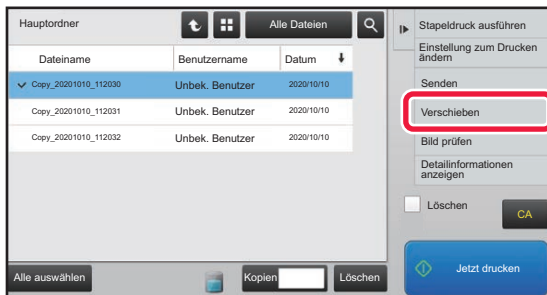 Hauptordner
Alle Dateien
Dateiname Benutzername Datum
Copy_20201010_112030 Unbek. Benutzer 2020/10/10
Copy_20201010_112031 Unbek. Benutzer 2020/10/10
Copy_20201010_112032 Unbek. Benutzer 2020/10/10
Alle auswählen
Kopien
Löschen
Stapeldruck ausführen
Einstellung zum Drucken
ändern
Senden
Verschieben
Bild prüfen
Detailinformationen
anzeigen
Löschen
CA
Jetzt drucken